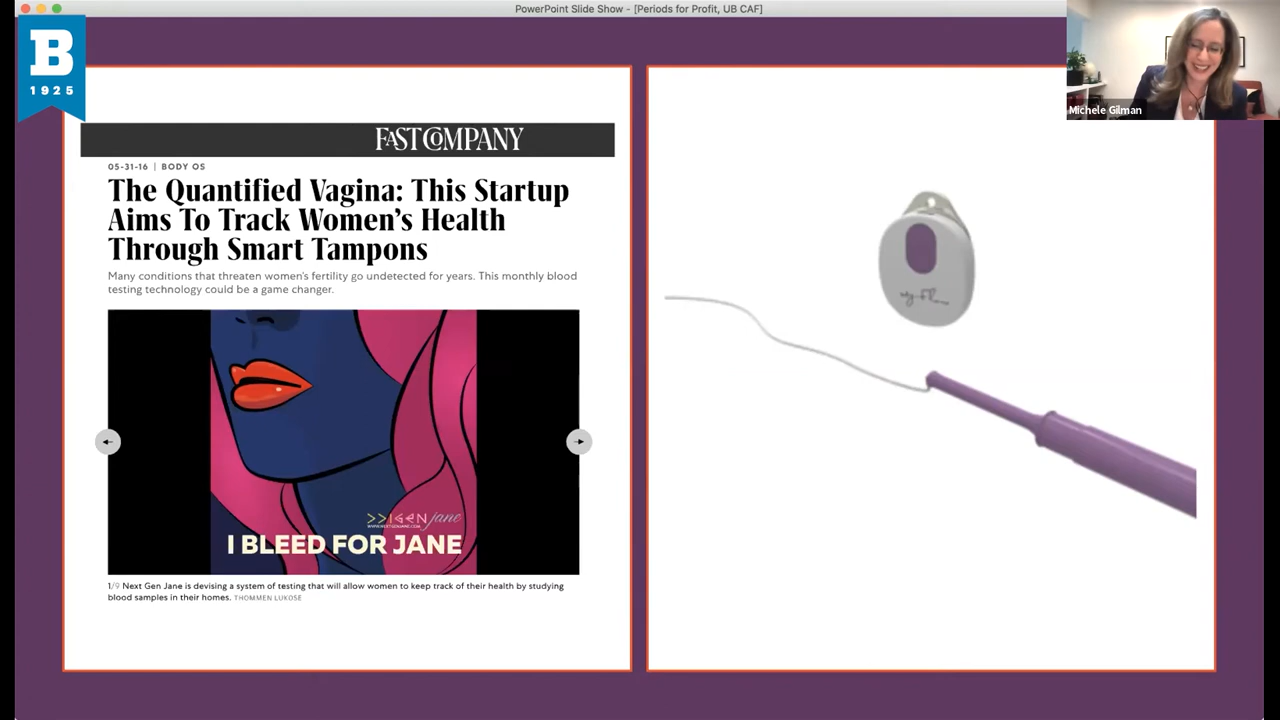 PowerPoint Slide Show - [Periods for Profit, UB CAF]
B
1925
Michele Gilman
FAST COMPANY
05-31-16 | BODY OS
The Quantified Vagina: This Startup
Aims To Track Women’s Health
Through Smart Tampons
Many conditions that threaten women’s fertility go undetected for years. This monthly blood
testing technology could be a game changer.
>>|GEN jane
WWW.NEXTGENJANE.COM
I BLEED FOR JANE
1/9 Next Gen Jane is devising a system of testing that will allow women to keep track of their health by studying
blood samples in their homes. THOMMEN LUKOSE